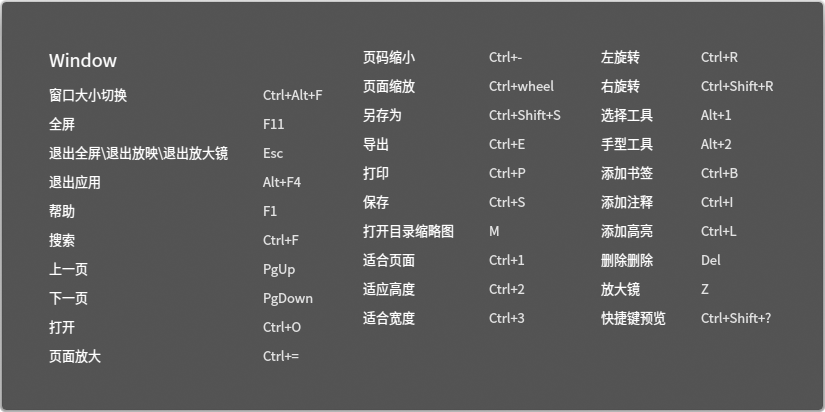 Window
窗口大小切换 Ctrl+Alt+F
全屏 F11
退出全屏\退出放映\退出放大镜 Esc
退出应用 Alt+F4
帮助 F1
搜索 Ctrl+F
上一页 PgUp
下一页 PgDown
打开 Ctrl+O
页面放大 Ctrl+=
页码缩小 Ctrl+-
页面缩放 Ctrl+wheel
另存为 Ctrl+Shift+S
导出 Ctrl+E
打印 Ctrl+P
保存 Ctrl+S
打开目录缩略图 M
适合页面 Ctrl+1
适应高度 Ctrl+2
适合宽度 Ctrl+3
左旋转 Ctrl+R
右旋转 Ctrl+Shift+R
选择工具 Alt+1
手型工具 Alt+2
添加书签 Ctrl+B
添加注释 Ctrl+I
添加高亮 Ctrl+L
删除删除 Del
放大镜 Z
快捷键预览 Ctrl+Shift+?